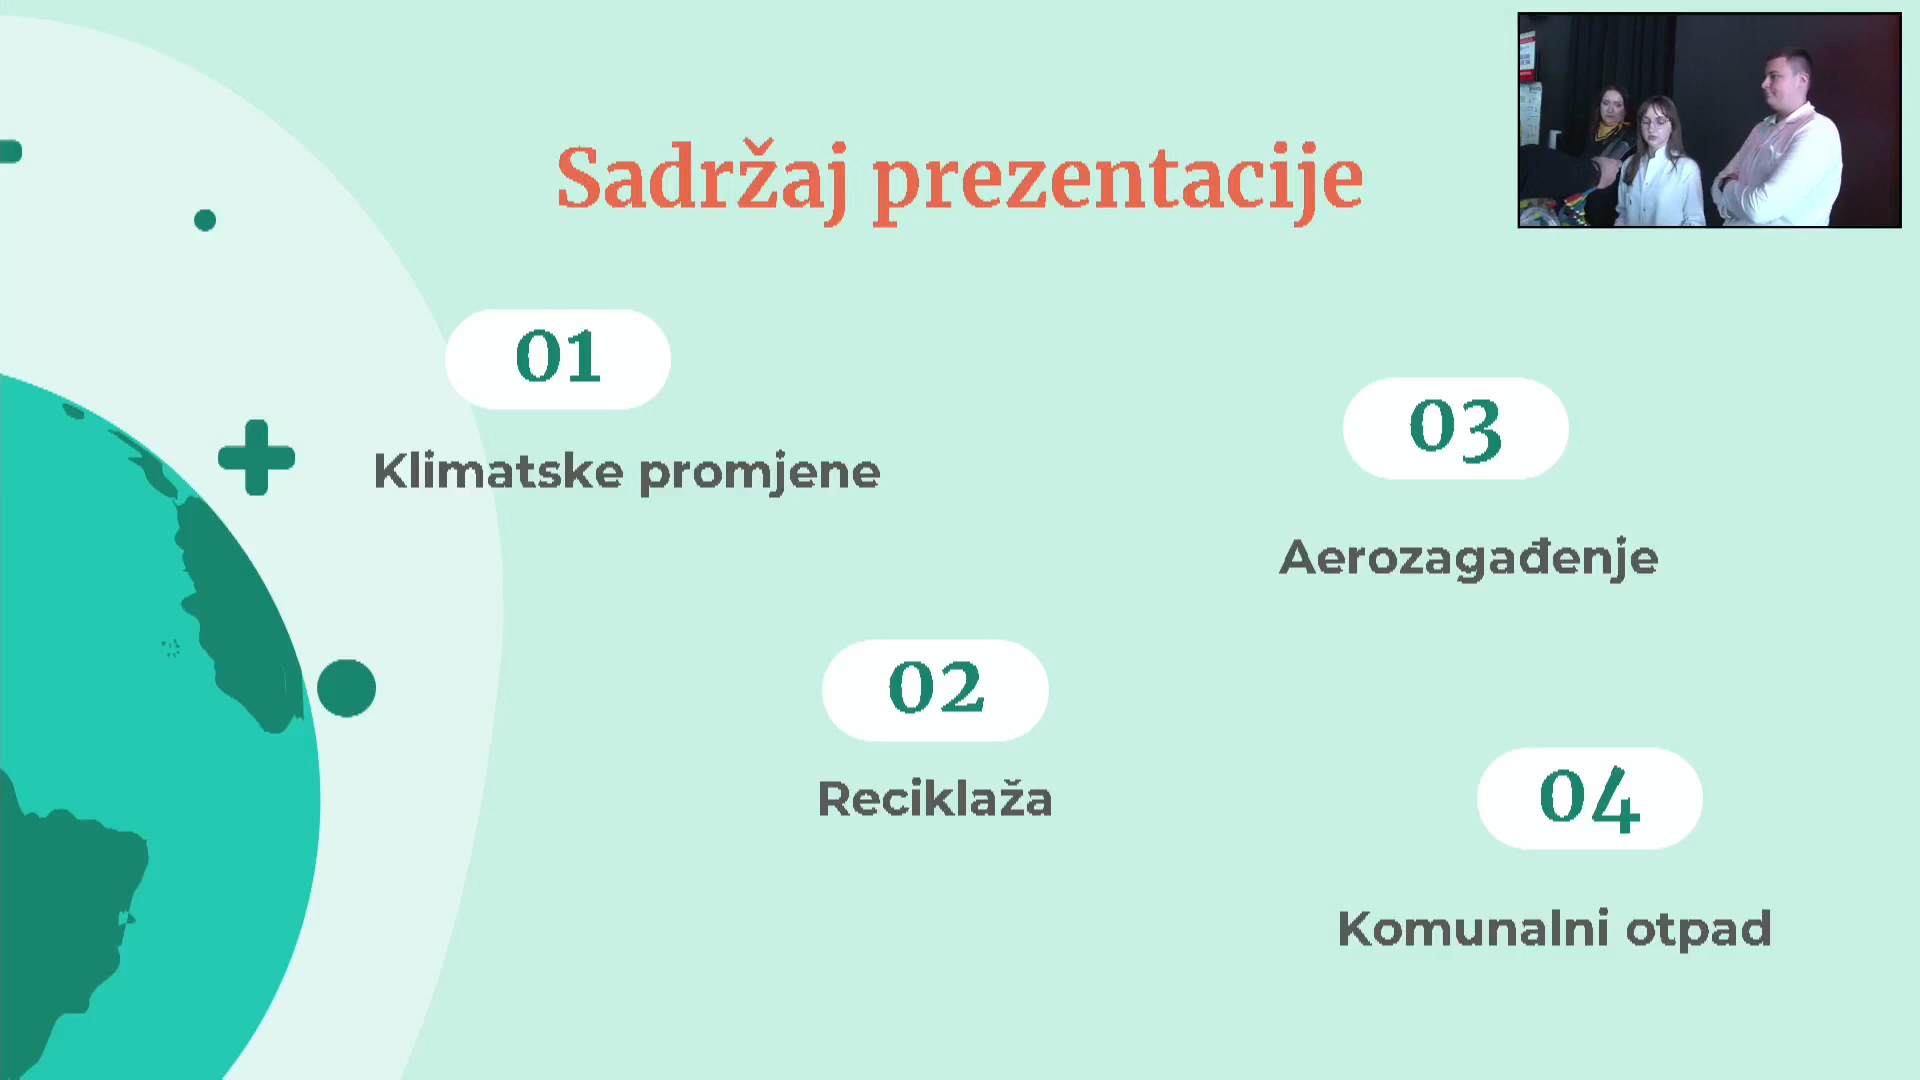 Sadržaj prezentacije
01
Klimatske promjene
02
Reciklaža
03
Aerozagađenje
04
Komunalni otpad